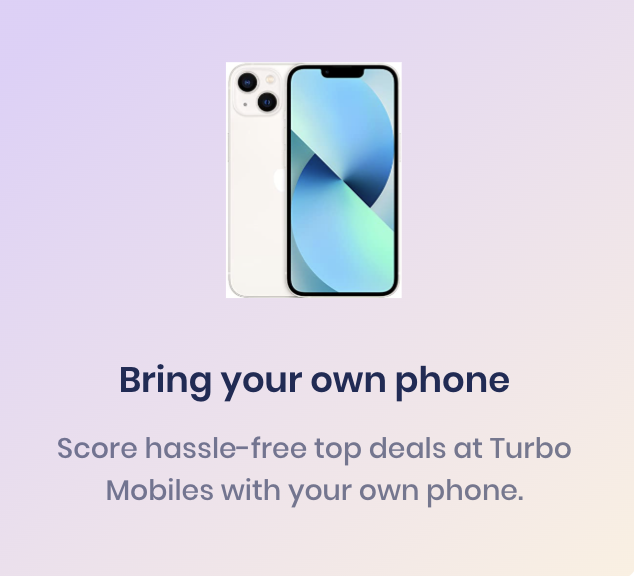 Bring your own phone
Score hassle-free top deals at Turbo
Mobiles with your own phone.